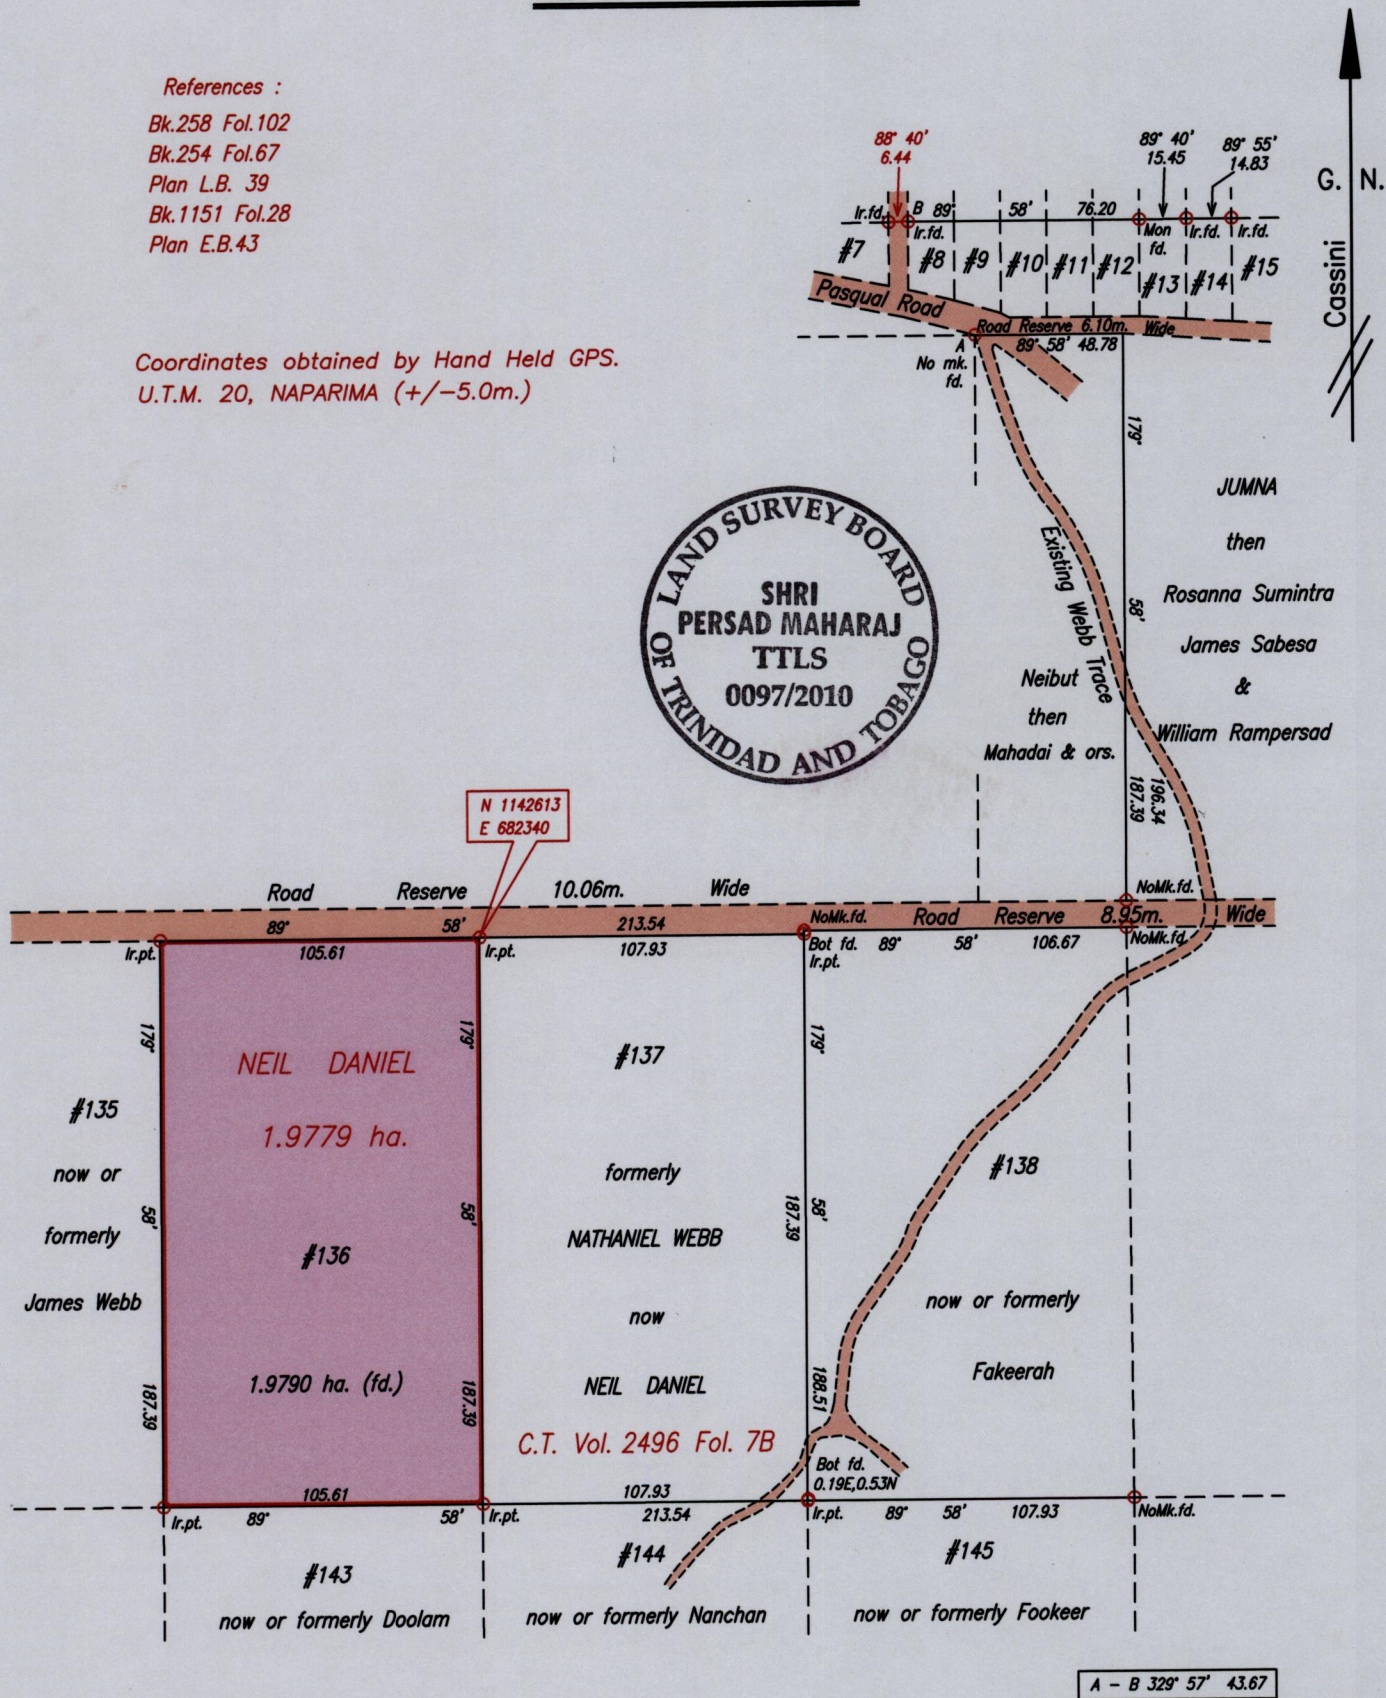 References :
Bk.258 Fol.102
Bk.254 Fol.67
Plan L.B. 39
Bk.1151 Fol.28
Plan E.B.43
Coordinates obtained by Hand Held GPS.
U.T.M. 20, NAPARIMA (+/-5.0m.)
88° 40'
6.44
89° 40'
15.45
89° 55'
14.83
G. N.
Cassini
Ir.fd.
B 89° 58' 76.20
Ir.fd.
Mon
fd.
Ir.fd.
Ir.fd.
#7
#8
#9
#10
#11
#12
#13
#14
#15
Pasqual Road
Road Reserve 6.10m. Wide
A
No mk.
fd.
89° 58' 48.78
179° 58' 196.34
187.39
Existing Webb Trace
JUMNA
then
Rosanna Sumintra
James Sabesa
&
William Rampersad
Neibut
then
Mahadai & ors.
LAND SURVEY BOARD
SHRI
PERSAD MAHARAJ
TTLS
0097/2010
OF TRINIDAD AND TOBAGO
N 1142613
E 682340
Road Reserve 10.06m. Wide
NoMk.fd.
89° 58' 213.54
NoMk.fd.
Road Reserve 8.95m. Wide
Ir.pt.
105.61
Ir.pt.
107.93
Bot fd.
Ir.pt.
89° 58' 106.67
NoMk.fd.
179° 58' 187.39
179° 58' 187.39
179° 58' 188.51
187.39
#135
now or
formerly
James Webb
NEIL DANIEL
1.9779 ha.
#136
1.9790 ha. (fd.)
#137
formerly
NATHANIEL WEBB
now
NEIL DANIEL
C.T. Vol. 2496 Fol. 7B
#138
now or formerly
Fakeerah
Bot fd.
0.19E,0.53N
105.61
107.93
Ir.pt.
89° 58'
Ir.pt.
213.54
Ir.pt.
89° 58' 107.93
NoMk.fd.
#143
now or formerly Doolam
#144
now or formerly Nanchan
#145
now or formerly Fookeer
A - B 329° 57' 43.67